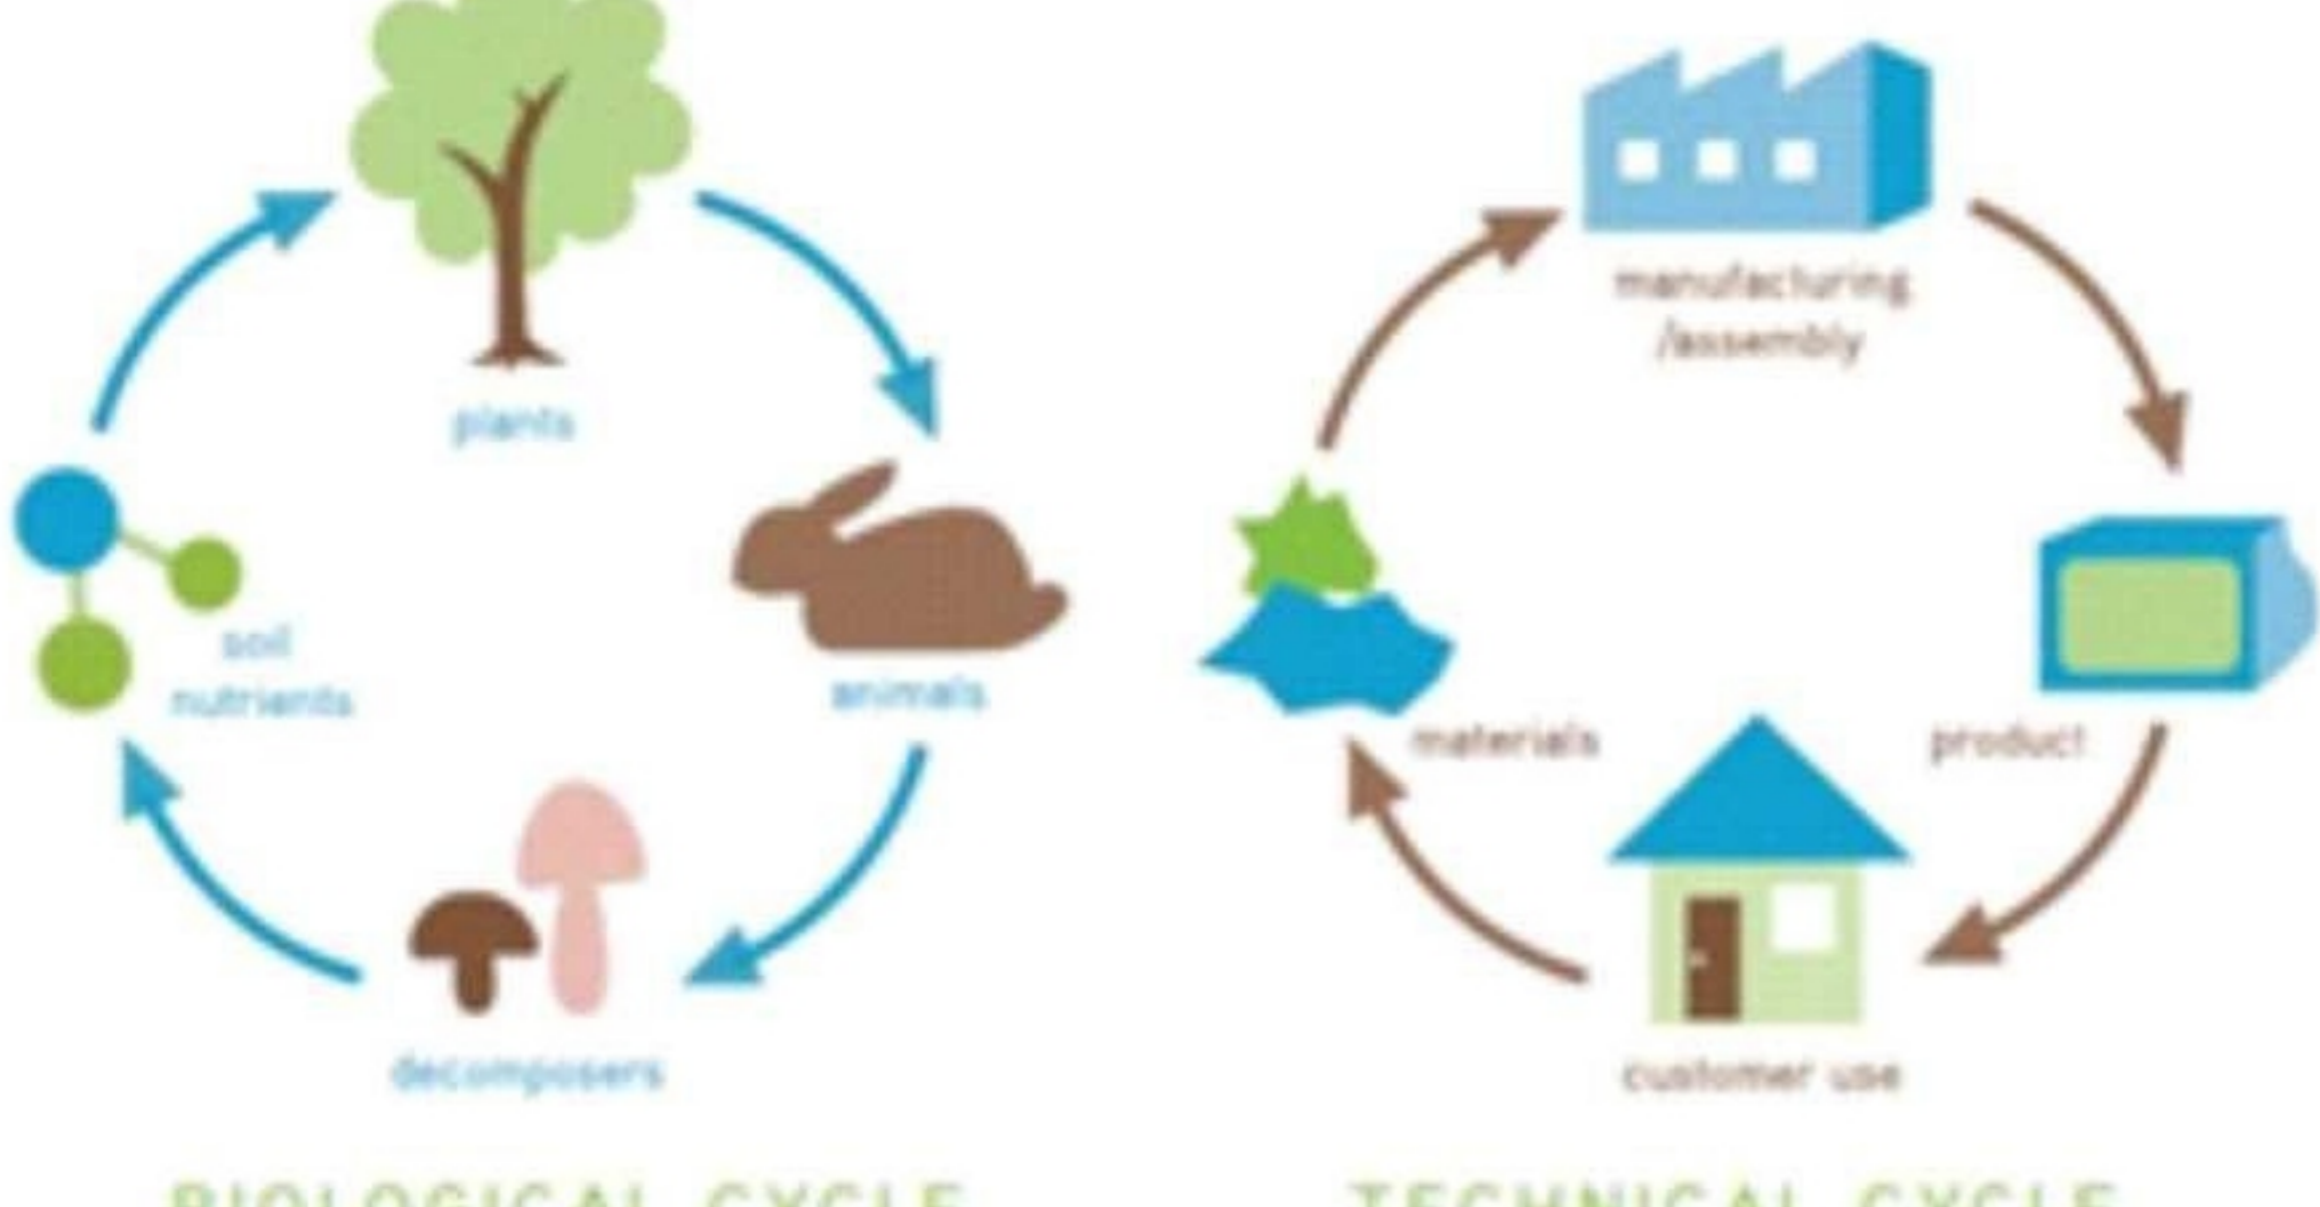 plants
soil
nutrients
animals
decomposers
BIOLOGICAL CYCLE
manufacturing
/assembly
materials
product
customer use
TECHNICAL CYCLE